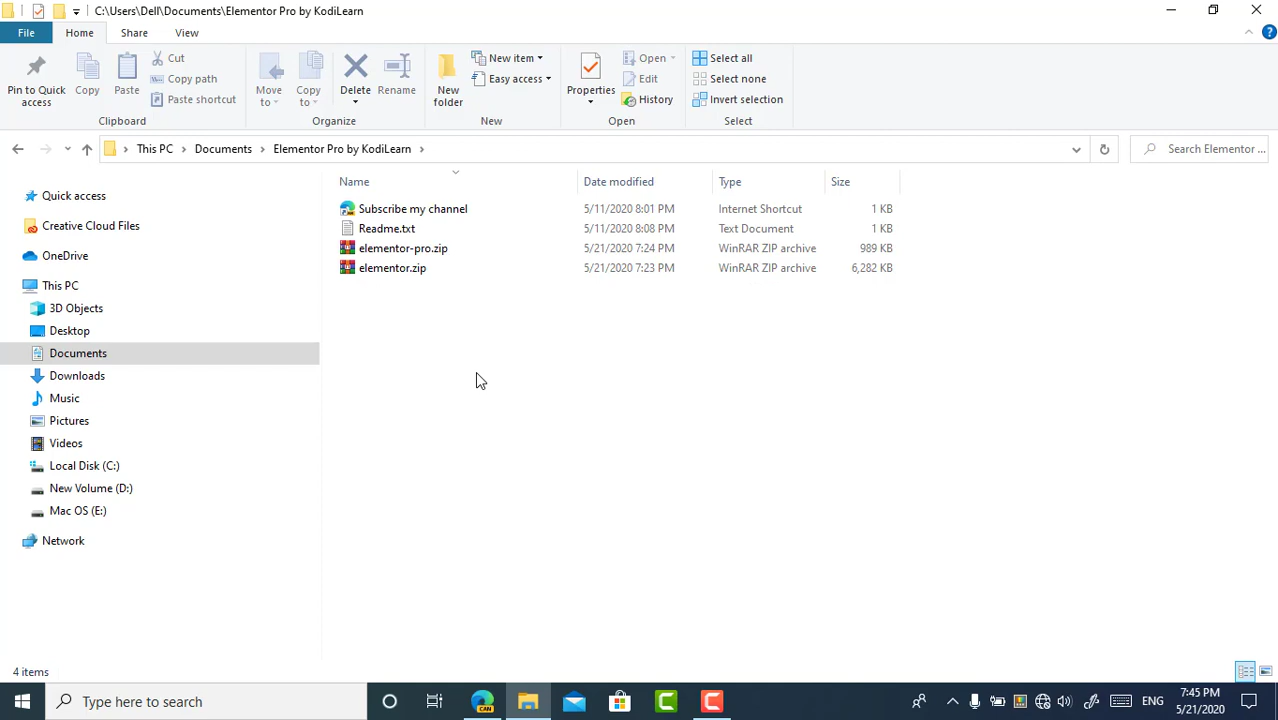 C:\Users\Dell\Documents\Elementor Pro by KodiLearn
File Home Share View
Pin to Quick access
Copy
Paste
Cut
Copy path
Paste shortcut
Clipboard
Move to
Copy to
Delete
Rename
Organize
New folder
New item
Easy access
New
Properties
Open
Edit
History
Open
Select all
Select none
Invert selection
Select
This PC > Documents > Elementor Pro by KodiLearn >
Search Elementor ...
Name Date modified Type Size
Subscribe my channel 5/11/2020 8:01 PM Internet Shortcut 1 KB
Readme.txt 5/11/2020 8:08 PM Text Document 1 KB
elementor-pro.zip 5/21/2020 7:24 PM WinRAR ZIP archive 989 KB
elementor.zip 5/21/2020 7:23 PM WinRAR ZIP archive 6,282 KB
Quick access
Creative Cloud Files
OneDrive
This PC
3D Objects
Desktop
Documents
Downloads
Music
Pictures
Videos
Local Disk (C:)
New Volume (D:)
Mac OS (E:)
Network
4 items
Type here to search
CAN
ENG
7:45 PM
5/21/2020